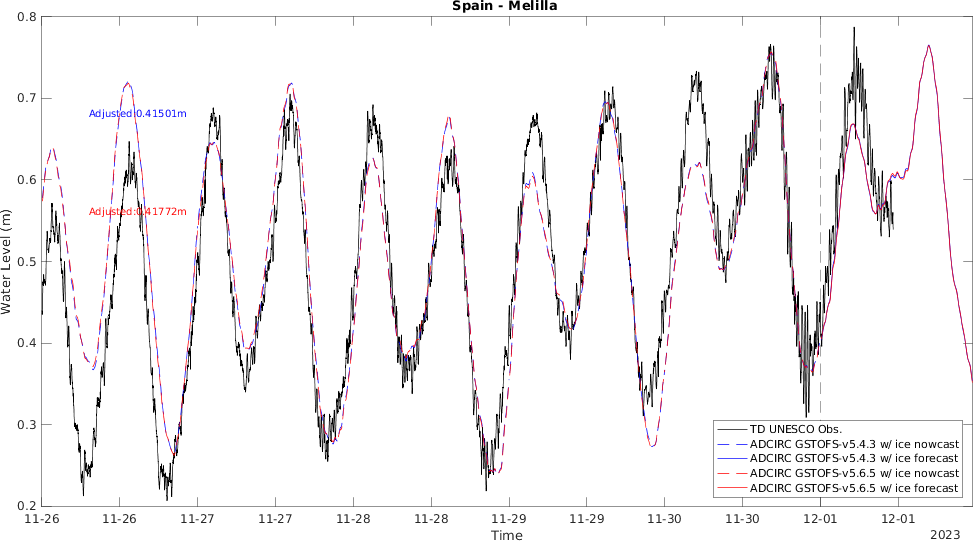 Spain - Melilla
0.8
0.7
0.6
0.5
0.4
0.3
0.2
Water Level (m)
Adjusted:0.41501m
Adjusted:0.41772m
TD UNESCO Obs.
ADCIRC GSTOFS-v5.4.3 w/ ice nowcast
ADCIRC GSTOFS-v5.4.3 w/ ice forecast
ADCIRC GSTOFS-v5.6.5 w/ ice nowcast
ADCIRC GSTOFS-v5.6.5 w/ ice forecast
11-26 11-26 11-27 11-27 11-28 11-28 11-29 11-29 11-30 11-30 12-01 12-01
Time
2023